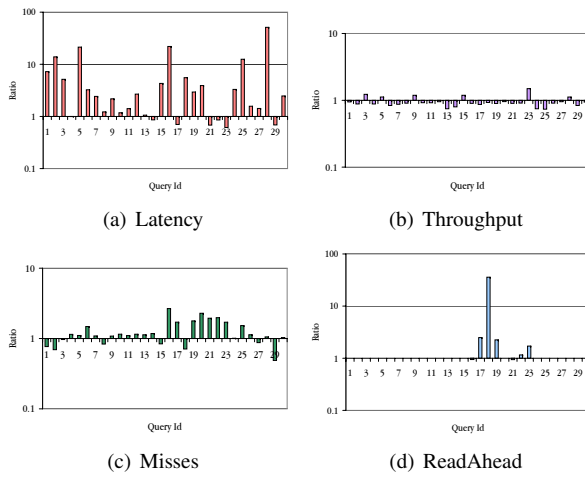 100
10
1
0.1
Ratio
1 3 5 7 9 11 13 15 17 19 21 23 25 27 29
Query Id
(a) Latency
10
1
0.1
Ratio
1 3 5 7 9 11 13 15 17 19 21 23 25 27 29
Query Id
(b) Throughput
10
1
0.1
Ratio
1 3 5 7 9 11 13 15 17 19 21 23 25 27 29
Query Id
(c) Misses
100
10
1
0.1
Ratio
1 3 5 7 9 11 13 15 17 19 21 23 25 27 29
Query Id
(d) ReadAhead